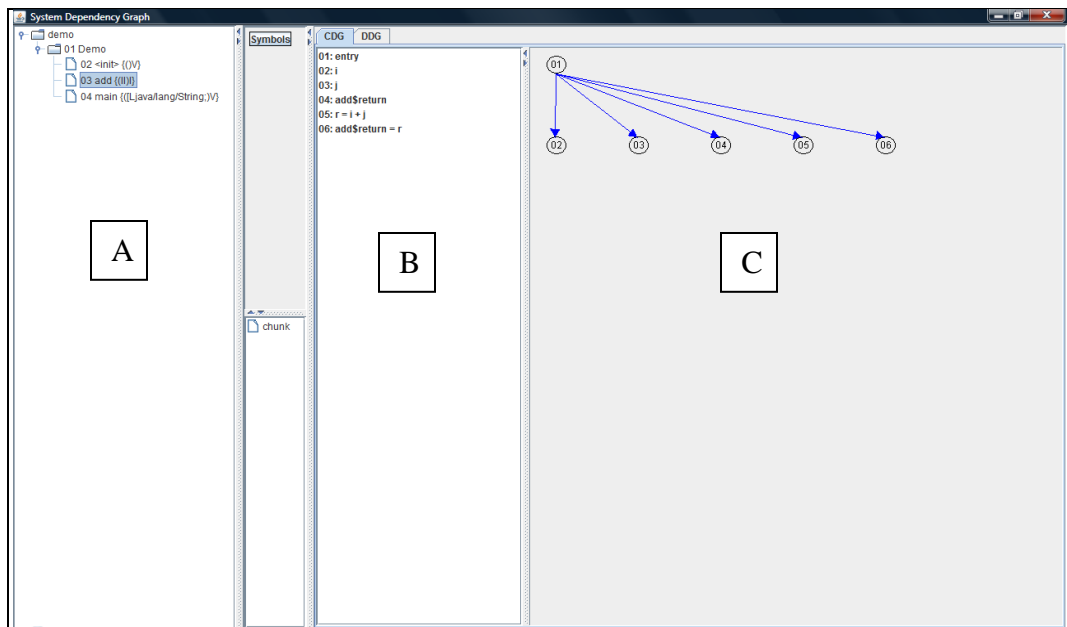 System Dependency Graph
demo
01 Demo
02 <init> {()V}
03 add {(II)I}
04 main {([Ljava/lang/String;)V}
A
Symbols
chunk
CDG DDG
01: entry
02: i
03: j
04: add$return
05: r = i + j
06: add$return = r
B
01
02 03 04 05 06
C